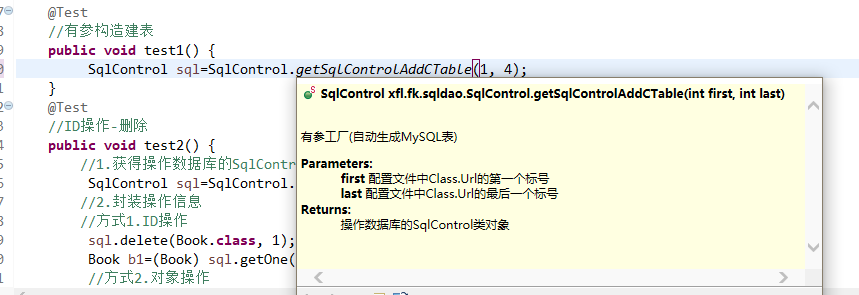 @Test
//有参构造建表
public void test1() {
SqlControl sql=SqlControl.getSqlControlAddCTable(1, 4);
}
@Test
//ID操作-删除
public void test2() {
//1.获得操作数据库的SqlContr
SqlControl sql=SqlControl.
//2.封装操作信息
//方式1.ID操作
sql.delete(Book.class, 1);
Book b1=(Book) sql.getOne(
//方式2.对象操作
SqlControl xfl.fk.sqldao.SqlControl.getSqlControlAddCTable(int first, int last)
有参工厂(自动生成MySQL表)
Parameters:
first 配置文件中Class.Url的第一个标号
last 配置文件中Class.Url的最后一个标号
Returns:
操作数据库的SqlControl类对象